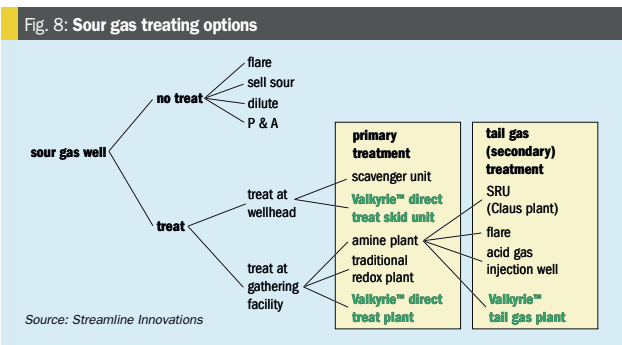 Fig. 8: Sour gas treating options
sour gas well
no treat
flare
sell sour
dilute
P & A
treat
treat at
wellhead
treat at
gathering
facility
primary
treatment
scavenger unit
Valkyrie™ direct
treat skid unit
amine plant
traditional
redox plant
Valkyrie™ direct
treat plant
tail gas
(secondary)
treatment
SRU
(Claus plant)
flare
acid gas
injection well
Valkyrie™
tail gas plant
Source: Streamline Innovations